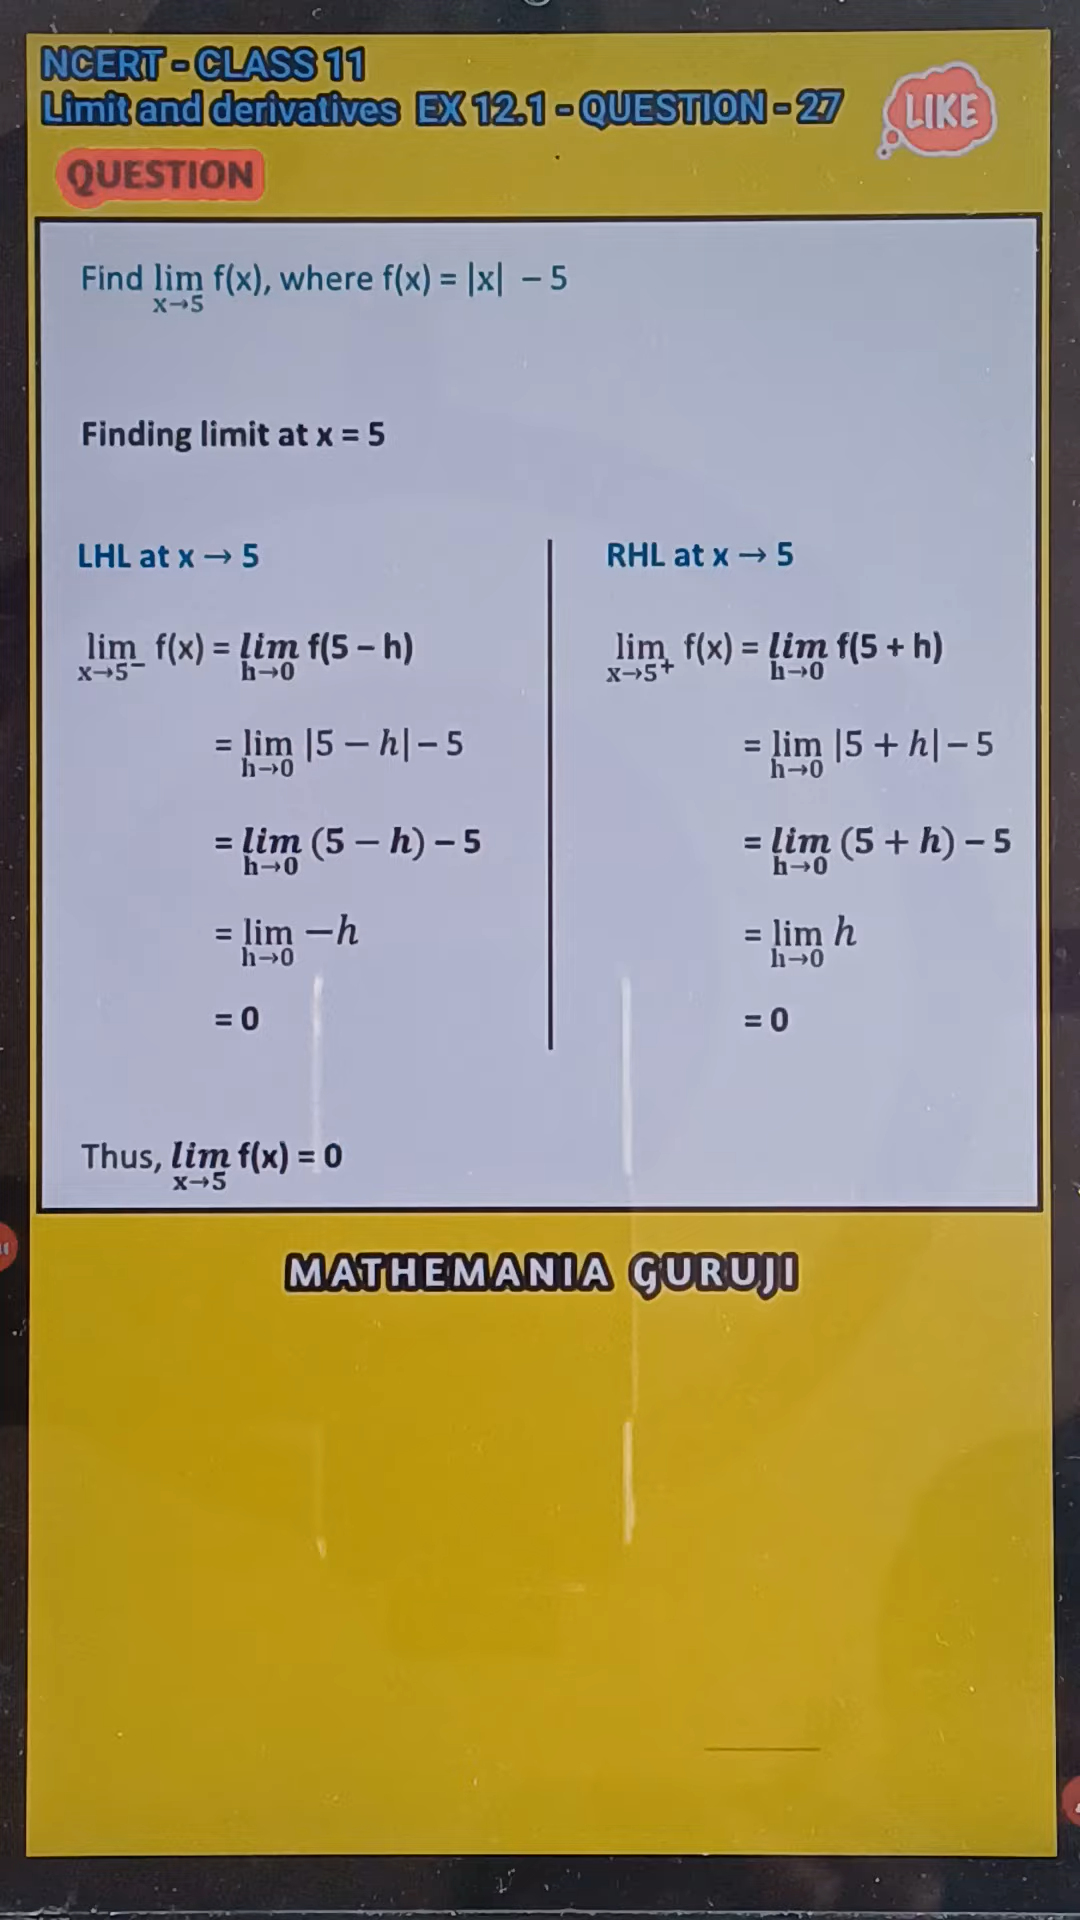 NCERT - CLASS 11
Limit and derivatives EX 12.1 - QUESTION - 27
LIKE
QUESTION
Find lim f(x), where f(x) = |x| – 5
x→5
Finding limit at x = 5
LHL at x → 5
lim f(x) = lim f(5 – h)
x→5⁻ h→0
= lim |5 − h| – 5
h→0
= lim (5 − h) – 5
h→0
= lim −h
h→0
= 0
RHL at x → 5
lim f(x) = lim f(5 + h)
x→5⁺ h→0
= lim |5 + h| – 5
h→0
= lim (5 + h) – 5
h→0
= lim h
h→0
= 0
Thus, lim f(x) = 0
x→5
MATHEMANIA GURUJI